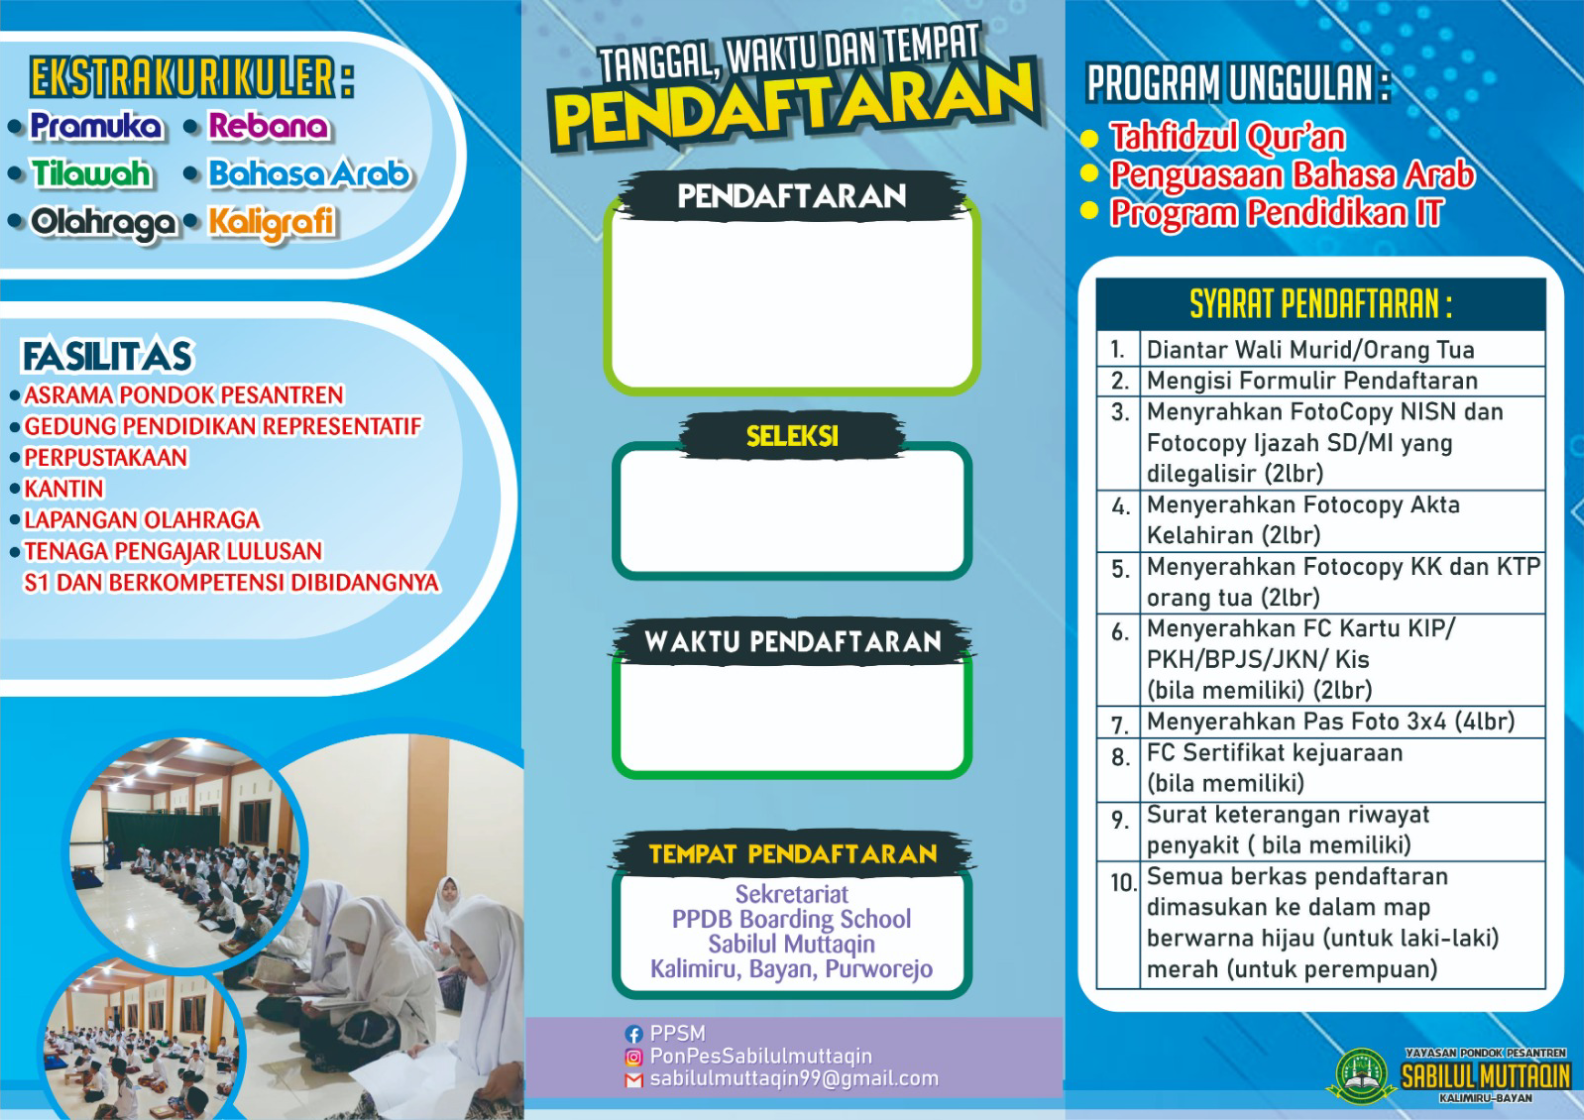 EKSTRAKURIKULER :
• Pramuka • Rebana
• Tilawah • Bahasa Arab
• Olahraga • Kaligrafi
FASILITAS
• ASRAMA PONDOK PESANTREN
• GEDUNG PENDIDIKAN REPRESENTATIF
• PERPUSTAKAAN
• KANTIN
• LAPANGAN OLAHRAGA
• TENAGA PENGAJAR LULUSAN
S1 DAN BERKOMPETENSI DIBIDANGNYA
TANGGAL, WAKTU DAN TEMPAT
PENDAFTARAN
PENDAFTARAN
SELEKSI
WAKTU PENDAFTARAN
TEMPAT PENDAFTARAN
Sekretariat
PPDB Boarding School
Sabilul Muttaqin
Kalimiru, Bayan, Purworejo
PPSM
PonPesSabilulmuttaqin
sabilulmuttaqin99@gmail.com
PROGRAM UNGGULAN :
• Tahfidzul Qur'an
• Penguasaan Bahasa Arab
• Program Pendidikan IT
SYARAT PENDAFTARAN :
1. Diantar Wali Murid/Orang Tua
2. Mengisi Formulir Pendaftaran
3. Menyrahkan FotoCopy NISN dan
Fotocopy Ijazah SD/MI yang
dilegalisir (2lbr)
4. Menyerahkan Fotocopy Akta
Kelahiran (2lbr)
5. Menyerahkan Fotocopy KK dan KTP
orang tua (2lbr)
6. Menyerahkan FC Kartu KIP/
PKH/BPJS/JKN/ Kis
(bila memiliki) (2lbr)
7. Menyerahkan Pas Foto 3x4 (4lbr)
8. FC Sertifikat kejuaraan
(bila memiliki)
9. Surat keterangan riwayat
penyakit ( bila memiliki)
10. Semua berkas pendaftaran
dimasukan ke dalam map
berwarna hijau (untuk laki-laki)
merah (untuk perempuan)
YAYASAN PONDOK PESANTREN
SABILUL MUTTAQIN
KALIMIRU-BAYAN